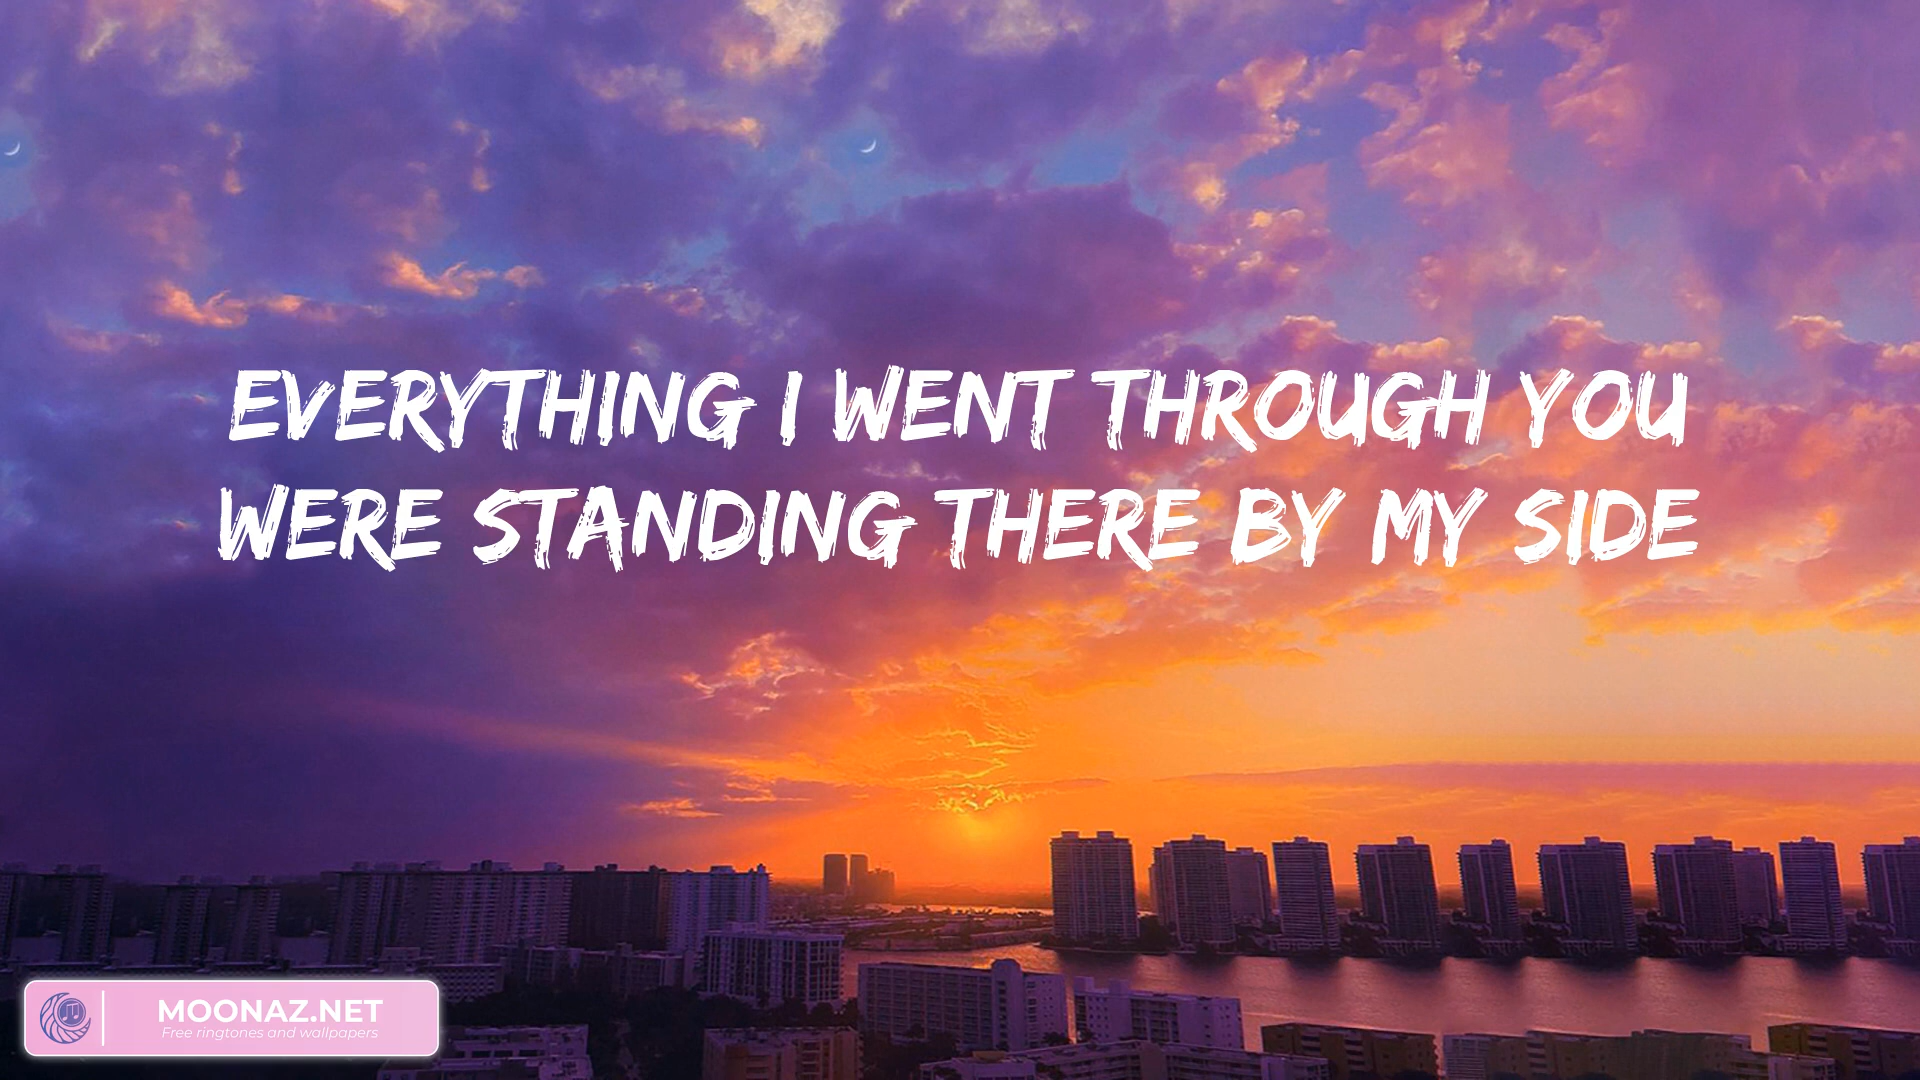 EVERYTHING I WENT THROUGH YOU
WERE STANDING THERE BY MY SIDE
MOONAZ.NET
Free ringtones and wallpapers